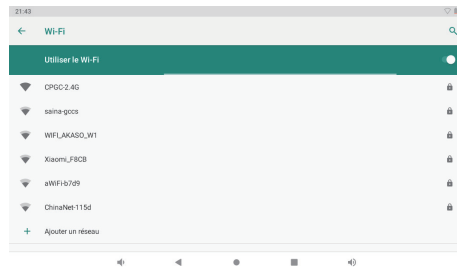 21:43
Wi-Fi
Utiliser le Wi-Fi
CPGC-2.4G
saina-gccs
WIFI_AKASO_W1
Xiaomi_F8CB
aWiFi-b7d9
ChinaNet-115d
Ajouter un réseau